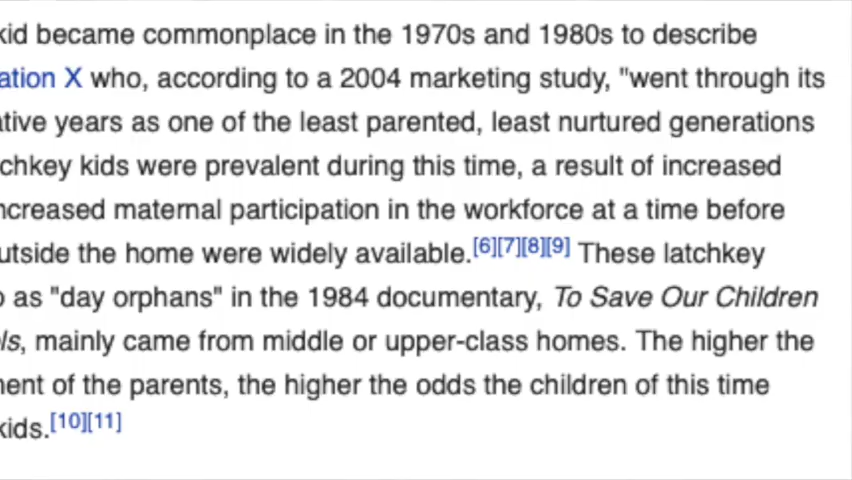 kid became commonplace in the 1970s and 1980s to describe
ation X who, according to a 2004 marketing study, "went through its
ative years as one of the least parented, least nurtured generations
chkey kids were prevalent during this time, a result of increased
ncreased maternal participation in the workforce at a time before
utside the home were widely available.[6][7][8][9] These latchkey
o as "day orphans" in the 1984 documentary, To Save Our Children
ls, mainly came from middle or upper-class homes. The higher the
nent of the parents, the higher the odds the children of this time
kids.[10][11]